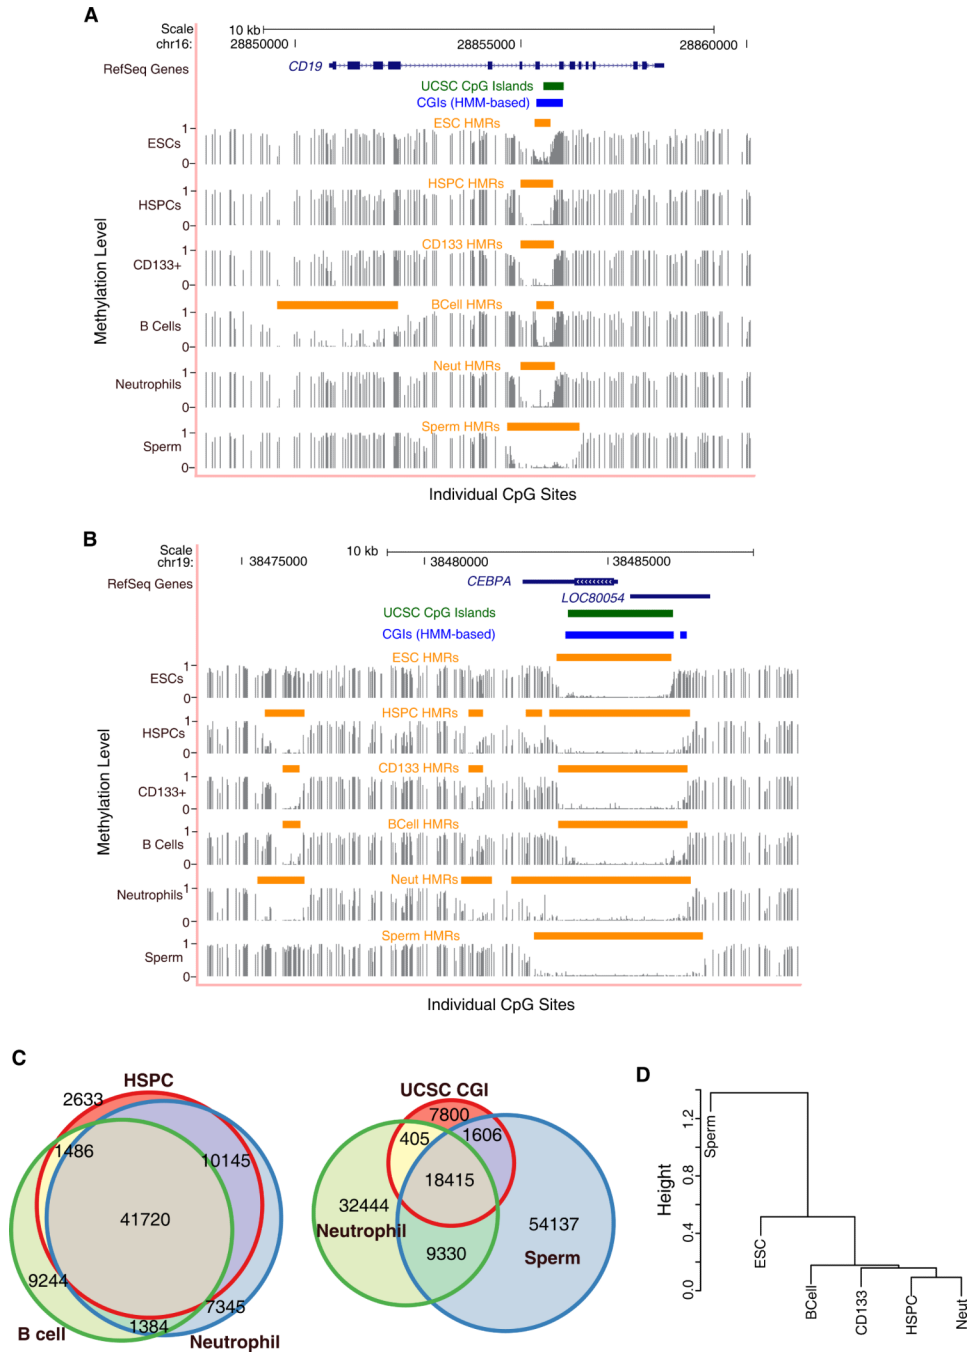 A
Scale
10 kb
chr16:
28850000
28855000
28860000
RefSeq Genes
CD19
UCSC CpG Islands
CGIs (HMM-based)
ESC HMRs
1
ESCs
0
HSPC HMRs
1
HSPCs
0
CD133 HMRs
1
CD133+
0
BCell HMRs
1
B Cells
0
Neut HMRs
1
Neutrophils
0
Sperm HMRs
1
Sperm
0
Methylation Level
Individual CpG Sites
B
Scale
10 kb
chr19:
38475000
38480000
38485000
RefSeq Genes
CEBPA
LOC80054
UCSC CpG Islands
CGIs (HMM-based)
ESC HMRs
1
ESCs
0
HSPC HMRs
1
HSPCs
0
CD133 HMRs
1
CD133+
0
BCell HMRs
1
B Cells
0
Neut HMRs
1
Neutrophils
0
Sperm HMRs
1
Sperm
0
Methylation Level
Individual CpG Sites
C
HSPC
2633
1486
10145
41720
9244
7345
1384
B cell
Neutrophil
UCSC CGI
7800
405
1606
18415
32444
Neutrophil
54137
9330
Sperm
D
Height
1.2
0.8
0.4
0.0
Sperm
ESC
BCell
CD133
HSPC
Neut